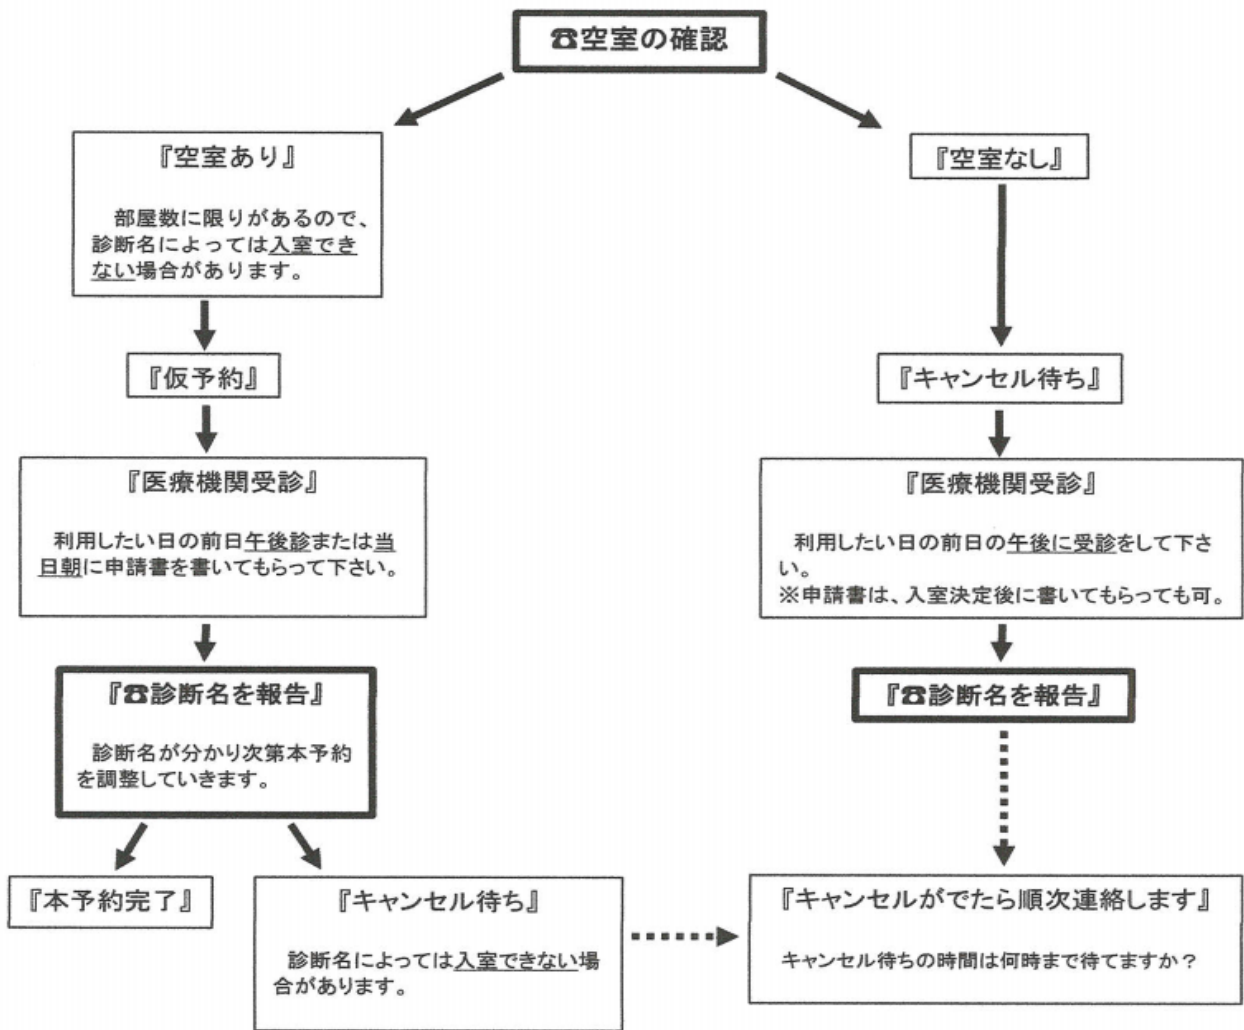 ☎空室の確認
『空室あり』
部屋数に限りがあるので、
診断名によっては入室でき
ない場合があります。
『空室なし』
『仮予約』
『キャンセル待ち』
『医療機関受診』
利用したい日の前日午後診または当
日朝に申請書を書いてもらって下さい。
『医療機関受診』
利用したい日の前日の午後に受診をして下さ
い。
※申請書は、入室決定後に書いてもらっても可。
『☎診断名を報告』
診断名が分かり次第本予約
を調整していきます。
『☎診断名を報告』
『本予約完了』
『キャンセル待ち』
診断名によっては入室できない場
合があります。
『キャンセルがでたら順次連絡します』
キャンセル待ちの時間は何時まで待てますか？